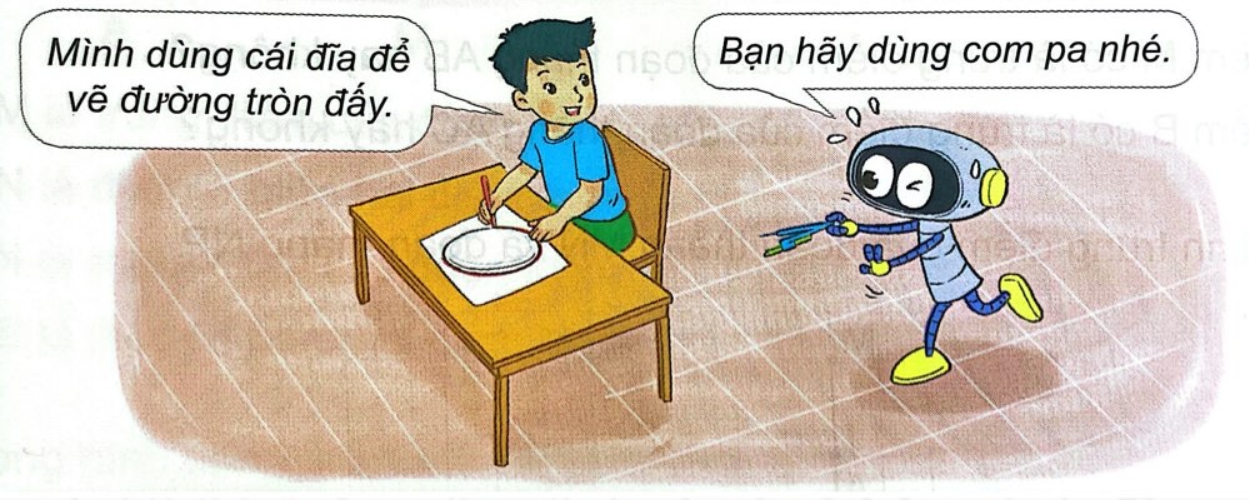 Mình dùng cái đĩa để
vẽ đường tròn đấy.
Bạn hãy dùng com pa nhé.